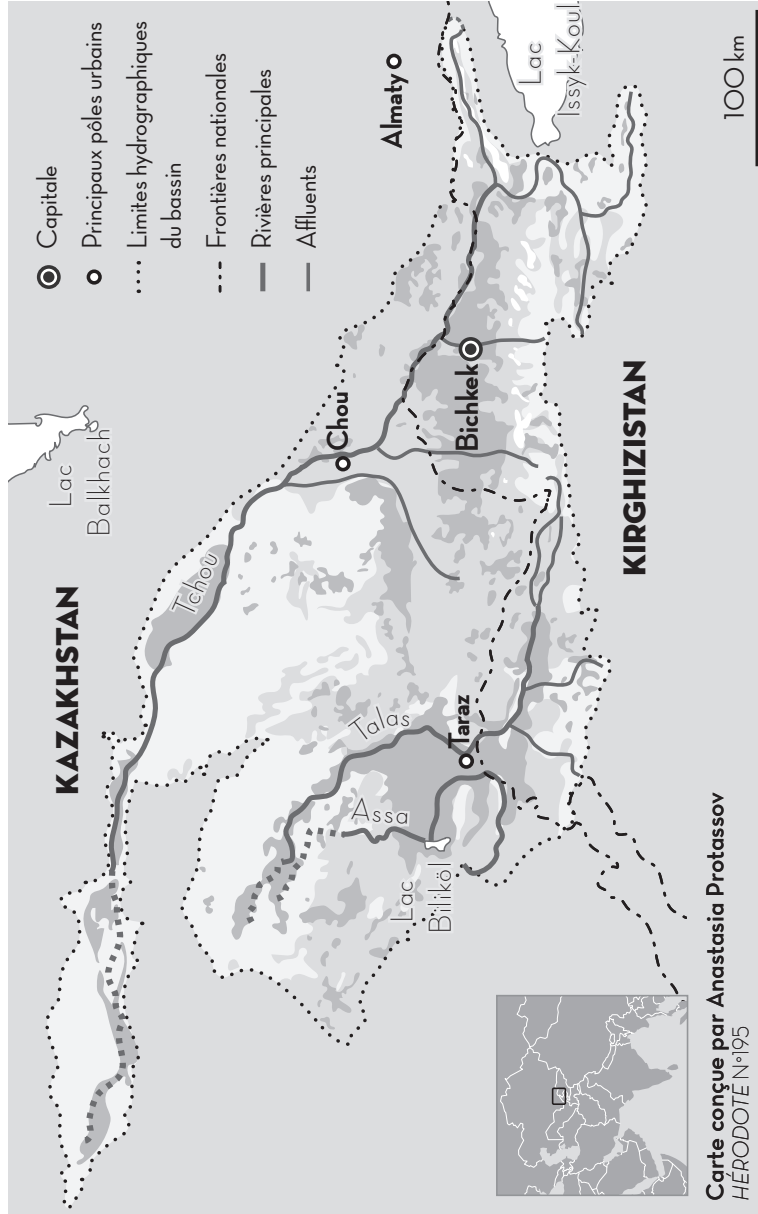 KAZAKHSTAN
Lac
Balkhach
Tchou
Chou
Talas
Assa
Lac
Biliköl
Taraz
Bichkek
KIRGHIZISTAN
Almaty
Lac
Issyk-Koul
Capitale
Principaux pôles urbains
Limites hydrographiques
du bassin
Frontières nationales
Rivières principales
Affluents
100 km
Carte conçue par Anastasia Protassov
HÉRODOTE N°195